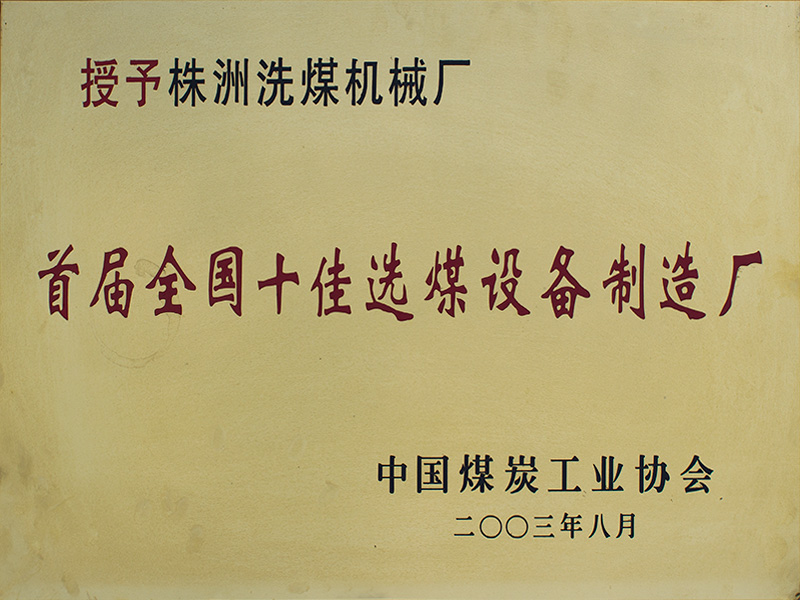 授予株洲洗煤机械厂
首届全国十佳选煤设备制造厂
中国煤炭工业协会
二〇〇三年八月